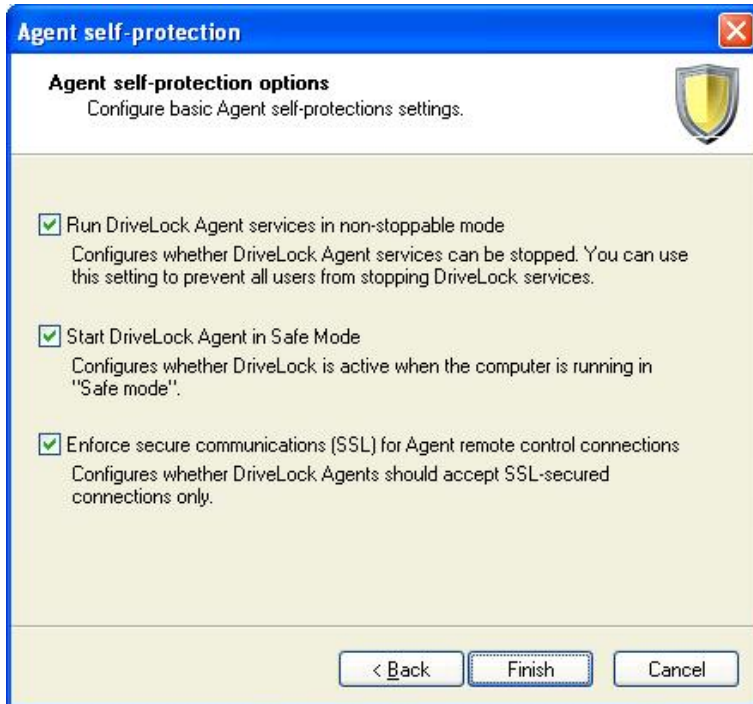 Agent self-protection
Agent self-protection options
Configure basic Agent self-protections settings.
Run DriveLock Agent services in non-stoppable mode
Configures whether DriveLock Agent services can be stopped. You can use
this setting to prevent all users from stopping DriveLock services.
Start DriveLock Agent in Safe Mode
Configures whether DriveLock is active when the computer is running in
"Safe mode".
Enforce secure communications (SSL) for Agent remote control connections
Configures whether DriveLock Agents should accept SSL-secured
connections only.
< Back Finish Cancel